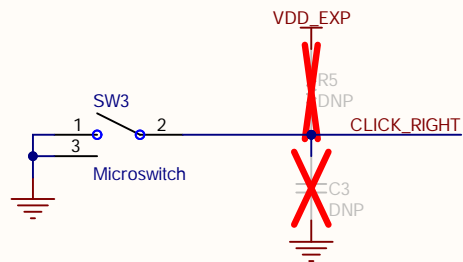 VDD_EXP
R5
DNP
SW3
1
2
CLICK_RIGHT
3
Microswitch
C3
DNP